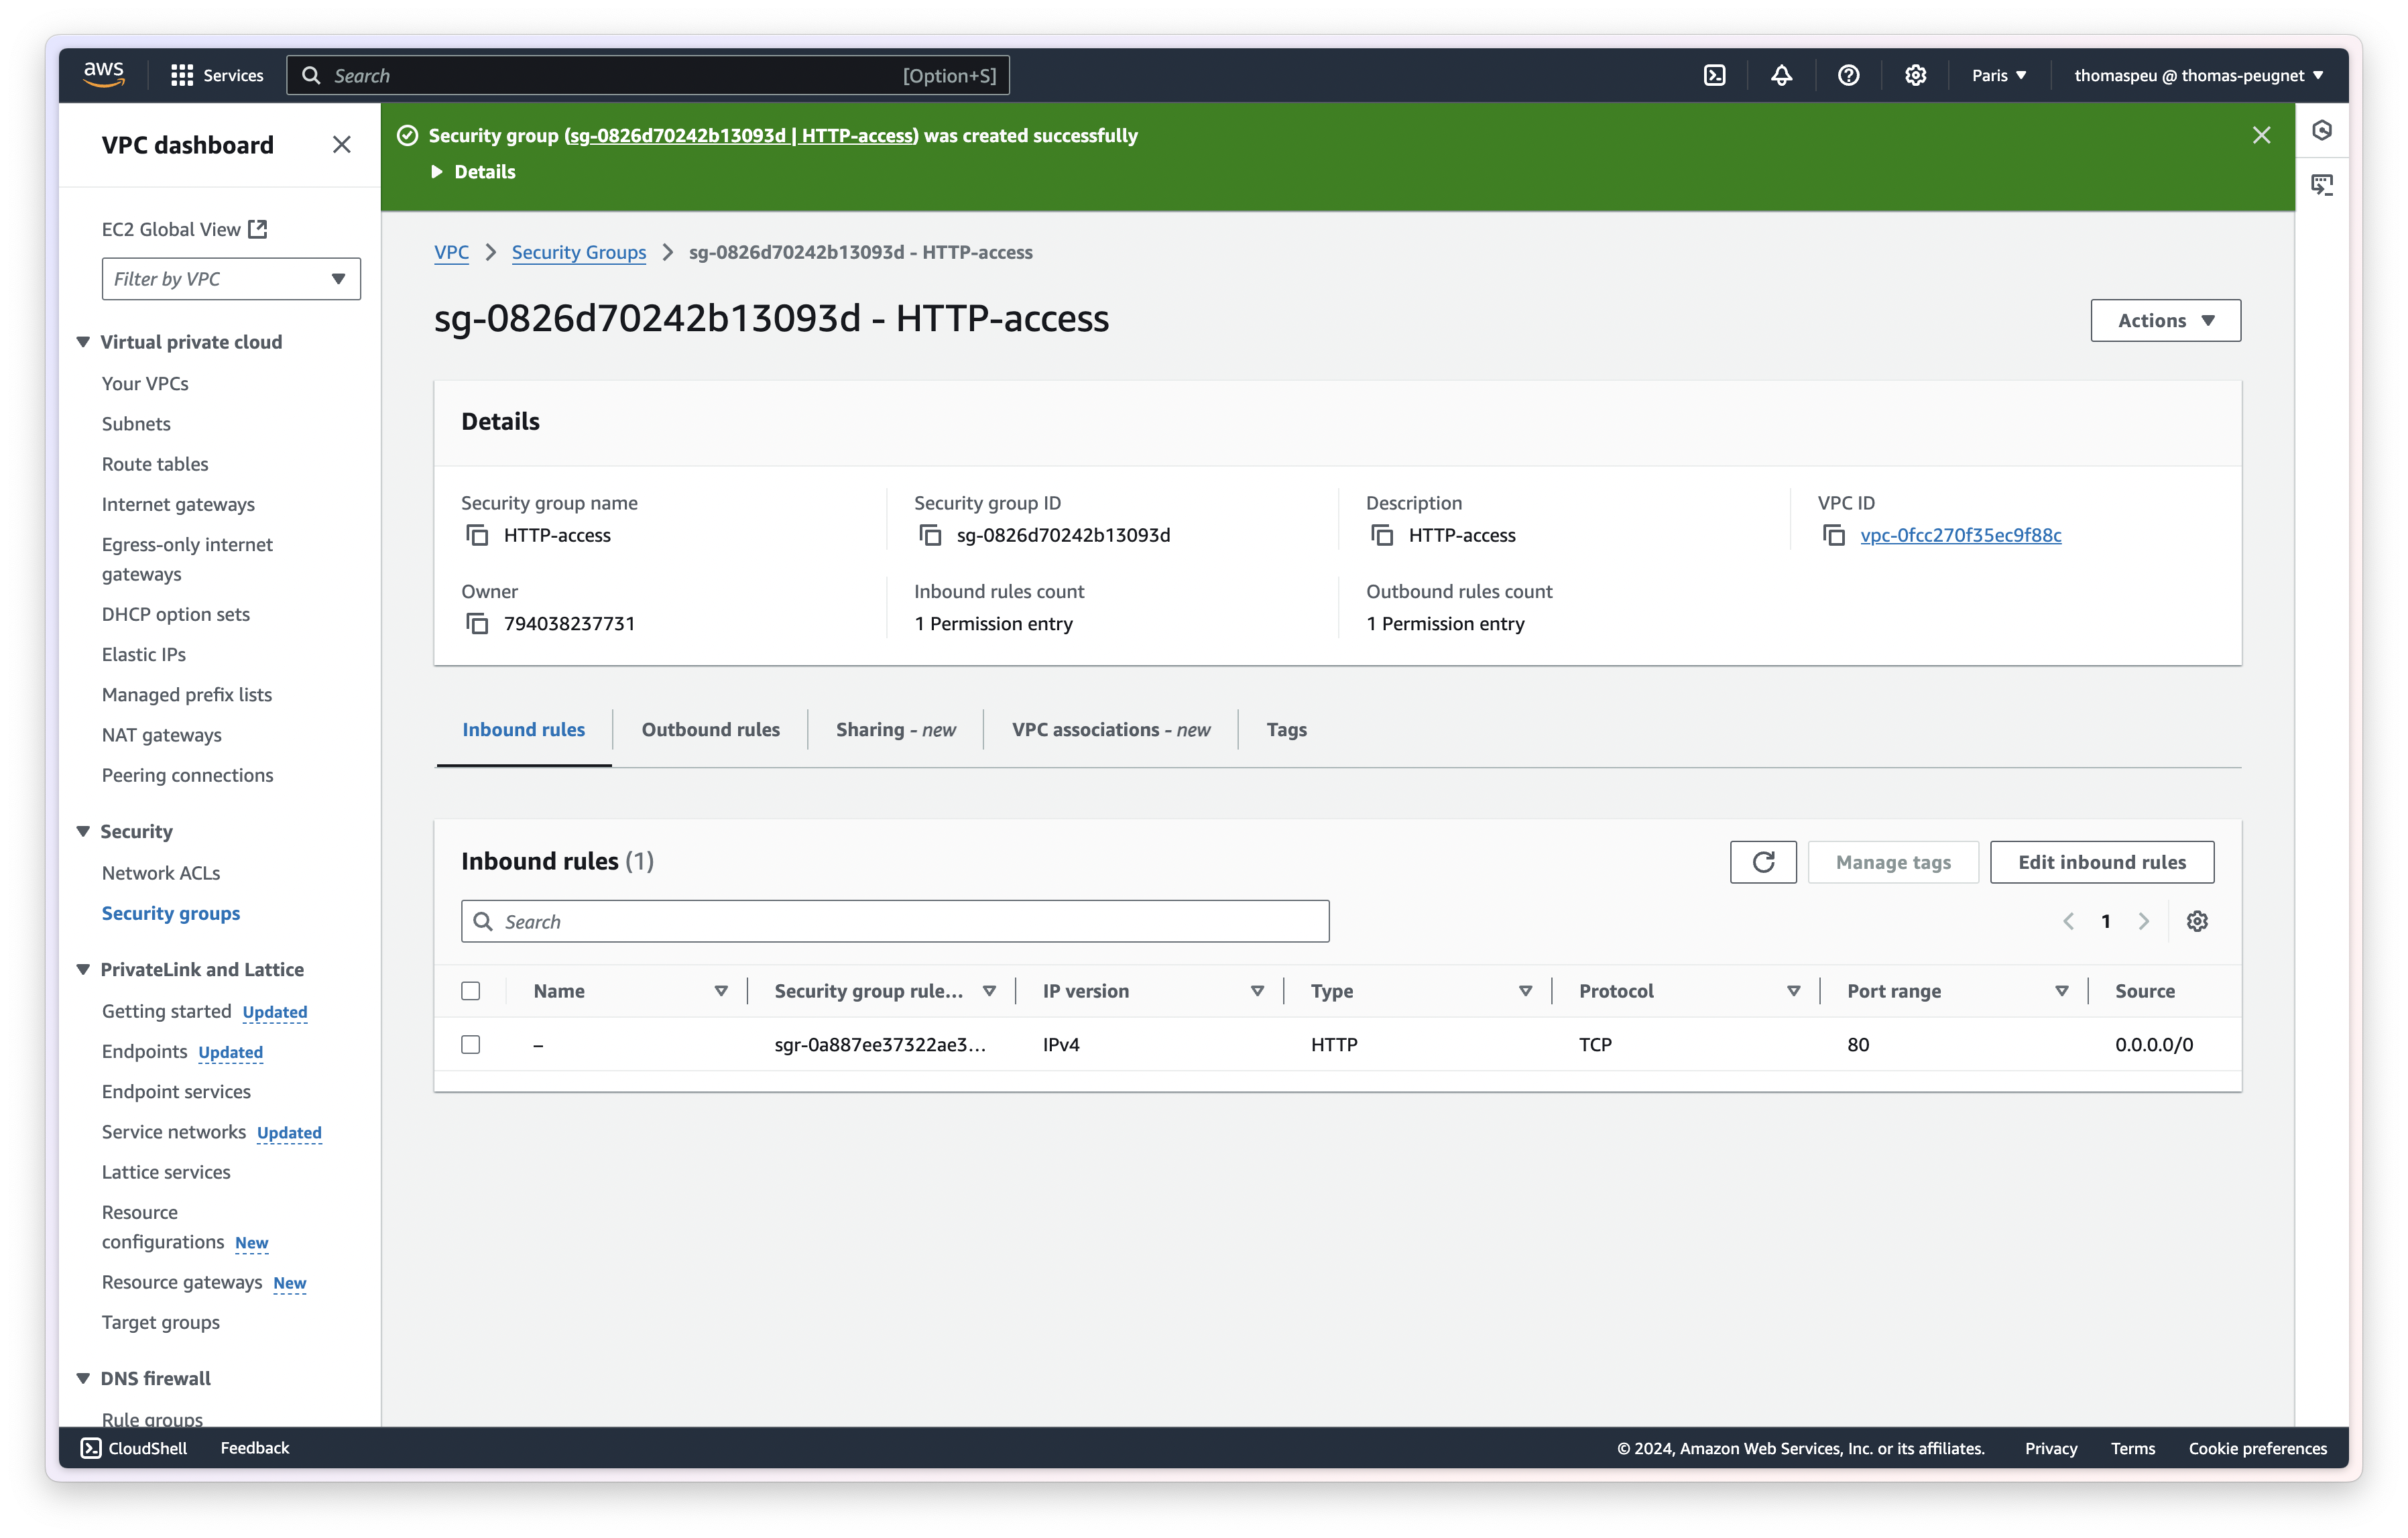 aws
Services
Search
[Option+S]
Paris
thomaspeu @ thomas-peugnet
VPC dashboard
EC2 Global View
Filter by VPC
Virtual private cloud
Your VPCs
Subnets
Route tables
Internet gateways
Egress-only internet
gateways
DHCP option sets
Elastic IPs
Managed prefix lists
NAT gateways
Peering connections
Security
Network ACLs
Security groups
PrivateLink and Lattice
Getting started Updated
Endpoints Updated
Endpoint services
Service networks Updated
Lattice services
Resource
configurations New
Resource gateways New
Target groups
DNS firewall
Rule groups
Security group (sg-0826d70242b13093d | HTTP-access) was created successfully
Details
VPC
Security Groups
sg-0826d70242b13093d - HTTP-access
sg-0826d70242b13093d - HTTP-access
Actions
Details
Security group name
HTTP-access
Security group ID
sg-0826d70242b13093d
Description
HTTP-access
VPC ID
vpc-0fcc270f35ec9f88c
Owner
794038237731
Inbound rules count
1 Permission entry
Outbound rules count
1 Permission entry
Inbound rules
Outbound rules
Sharing - new
VPC associations - new
Tags
Inbound rules (1)
Manage tags
Edit inbound rules
Search
1
Name
Security group rule...
IP version
Type
Protocol
Port range
Source
–
sgr-0a887ee37322ae3...
IPv4
HTTP
TCP
80
0.0.0.0/0
CloudShell
Feedback
© 2024, Amazon Web Services, Inc. or its affiliates.
Privacy
Terms
Cookie preferences